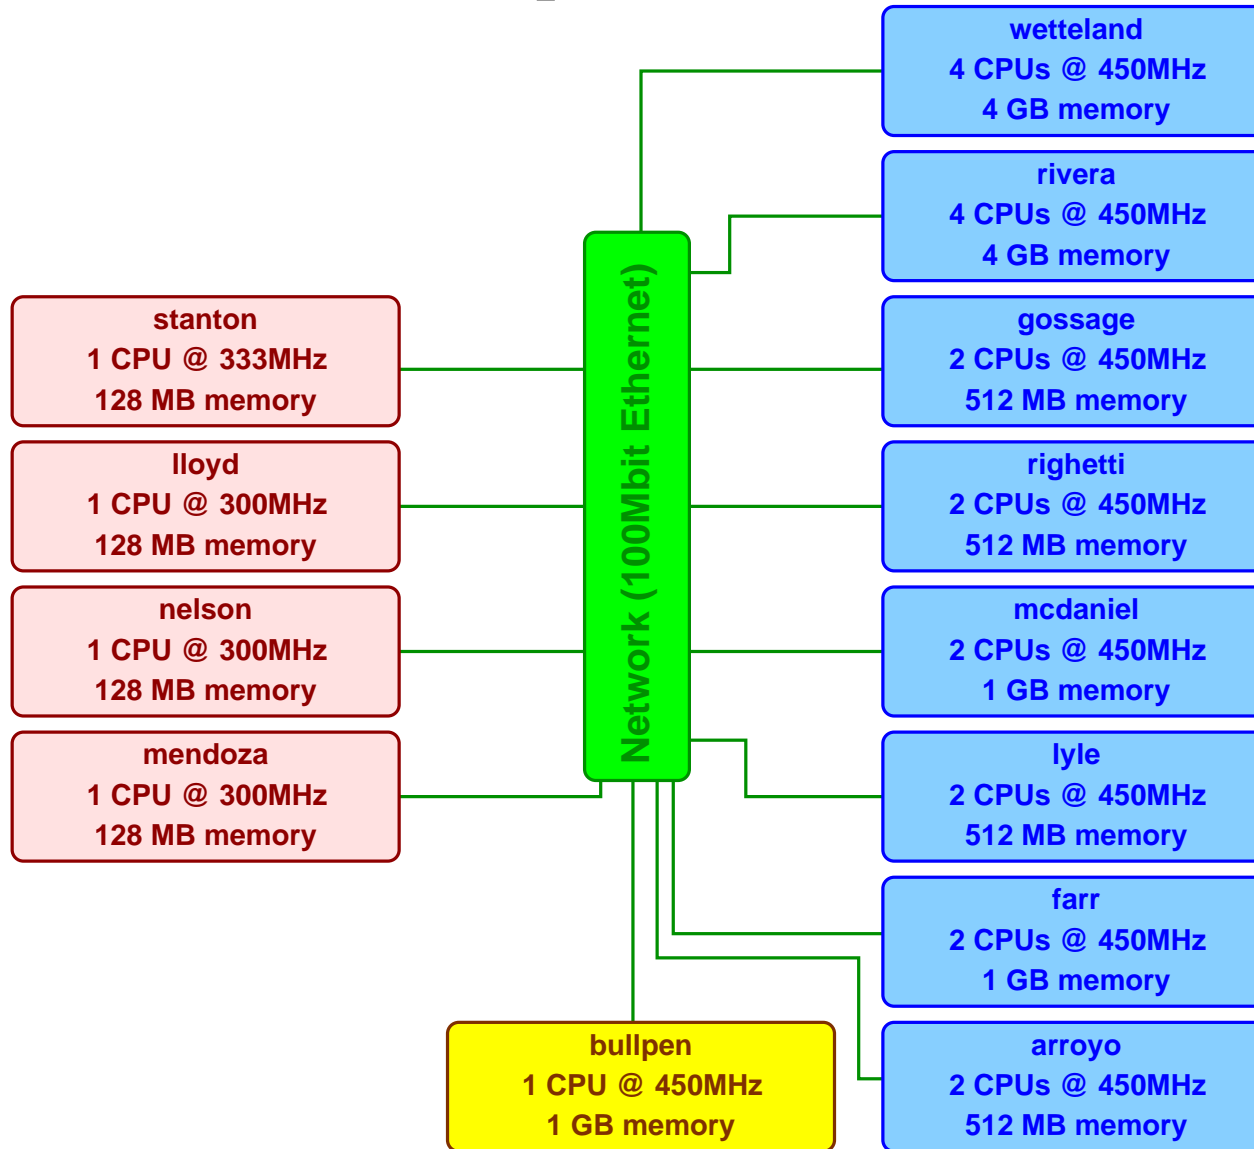 wetteland
4 CPUs @ 450MHz
4 GB memory
rivera
4 CPUs @ 450MHz
4 GB memory
Network (100Mbit Ethernet)
stanton
1 CPU @ 333MHz
128 MB memory
gossage
2 CPUs @ 450MHz
512 MB memory
lloyd
1 CPU @ 300MHz
128 MB memory
righetti
2 CPUs @ 450MHz
512 MB memory
nelson
1 CPU @ 300MHz
128 MB memory
mcdaniel
2 CPUs @ 450MHz
1 GB memory
mendoza
1 CPU @ 300MHz
128 MB memory
lyle
2 CPUs @ 450MHz
512 MB memory
farr
2 CPUs @ 450MHz
1 GB memory
bullpen
1 CPU @ 450MHz
1 GB memory
arroyo
2 CPUs @ 450MHz
512 MB memory